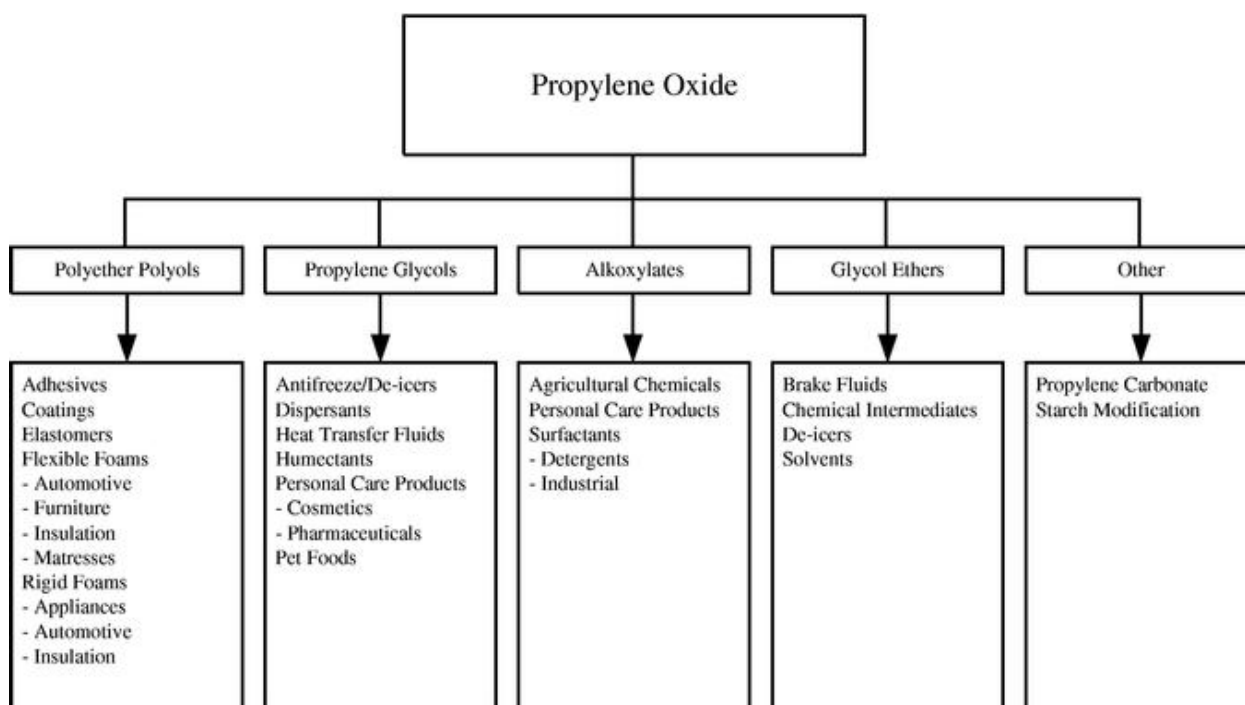 Propylene Oxide
Polyether Polyols
Propylene Glycols
Alkoxylates
Glycol Ethers
Other
Adhesives
Coatings
Elastomers
Flexible Foams
- Automotive
- Furniture
- Insulation
- Matresses
Rigid Foams
- Appliances
- Automotive
- Insulation
Antifreeze/De-icers
Dispersants
Heat Transfer Fluids
Humectants
Personal Care Products
- Cosmetics
- Pharmaceuticals
Pet Foods
Agricultural Chemicals
Personal Care Products
Surfactants
- Detergents
- Industrial
Brake Fluids
Chemical Intermediates
De-icers
Solvents
Propylene Carbonate
Starch Modification